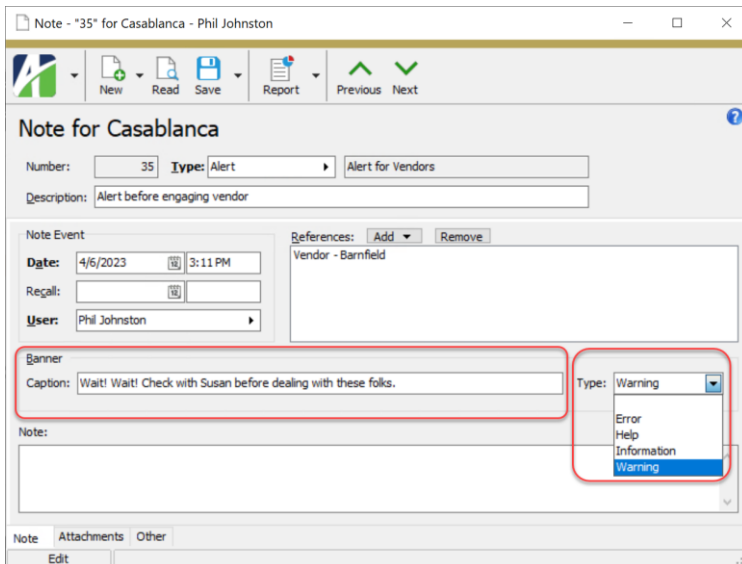 Note - "35" for Casablanca - Phil Johnston
New Read Save Report Previous Next
Note for Casablanca
?
Number: 35 Type: Alert Alert for Vendors
Description: Alert before engaging vendor
Note Event
Date: 4/6/2023 12 3:11 PM
Recall: 12
User: Phil Johnston
References: Add Remove
Vendor - Barnfield
Banner
Caption: Wait! Wait! Check with Susan before dealing with these folks.
Type: Warning
Error
Help
Information
Warning
Note:
Note Attachments Other
Edit